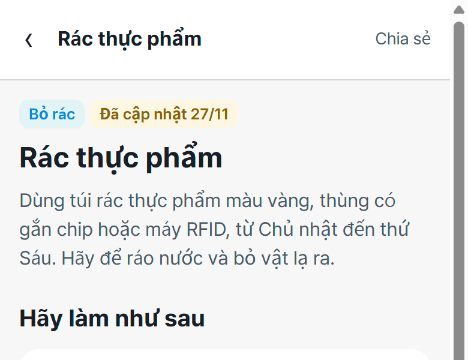 ‹ Rác thực phẩm Chia sẻ
Bỏ rác Đã cập nhật 27/11
Rác thực phẩm
Dùng túi rác thực phẩm màu vàng, thùng có
gắn chip hoặc máy RFID, từ Chủ nhật đến thứ
Sáu. Hãy để ráo nước và bỏ vật lạ ra.
Hãy làm như sau